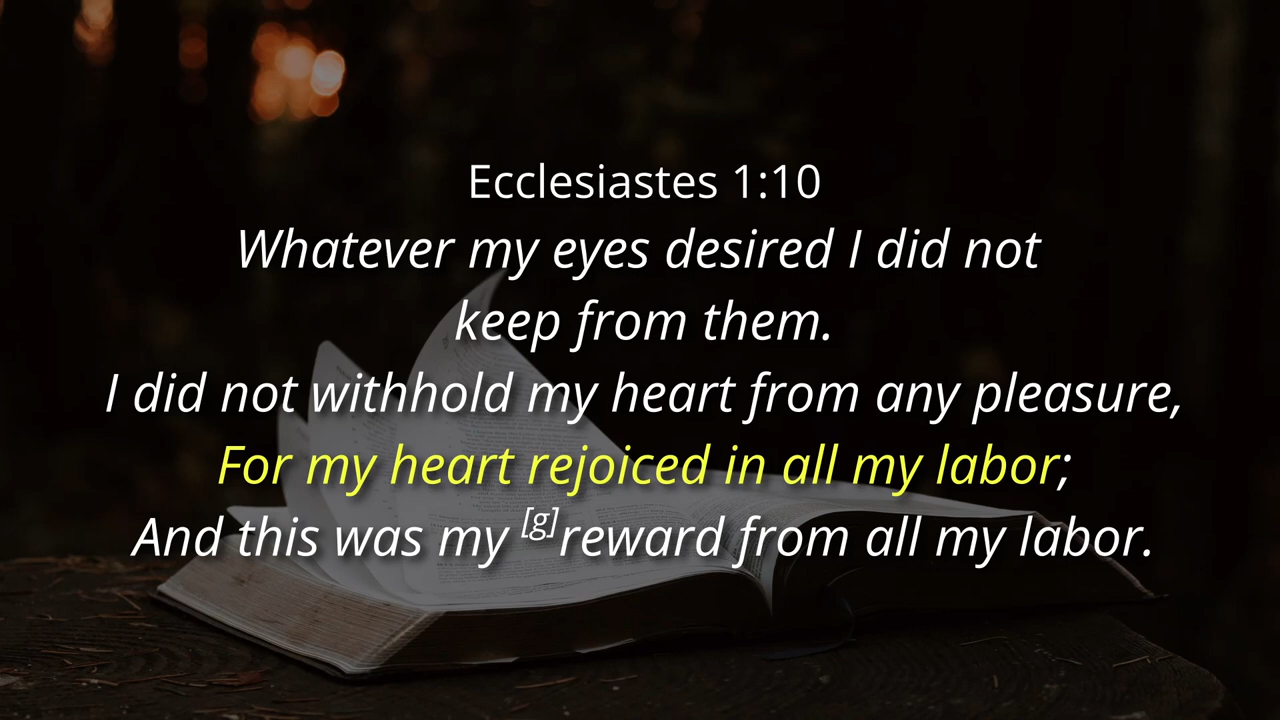 Ecclesiastes 1:10
Whatever my eyes desired I did not
keep from them.
I did not withhold my heart from any pleasure,
For my heart rejoiced in all my labor;
And this was my [g]reward from all my labor.